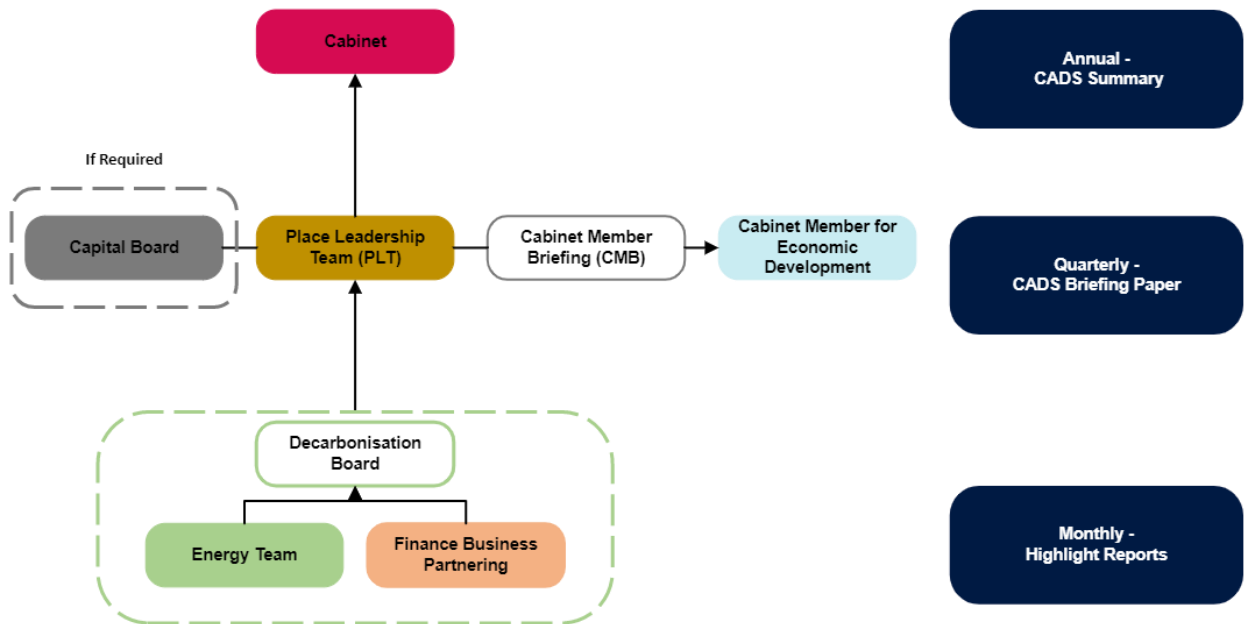 Cabinet
Annual -
CADS Summary
If Required
Capital Board
Place Leadership
Team (PLT)
Cabinet Member
Briefing (CMB)
Cabinet Member for
Economic
Development
Quarterly -
CADS Briefing Paper
Decarbonisation
Board
Energy Team
Finance Business
Partnering
Monthly -
Highlight Reports